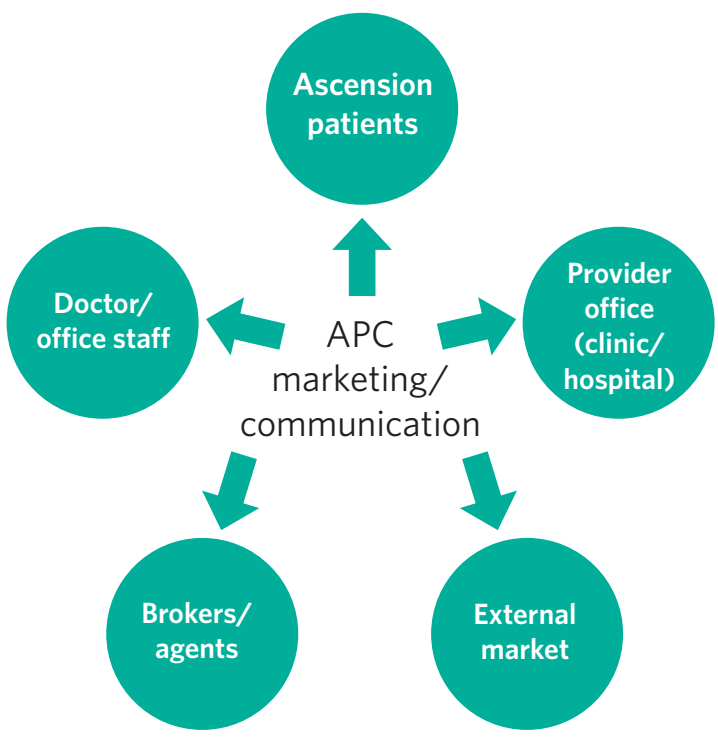 Ascension
patients
Doctor/
office staff
Provider
office
(clinic/
hospital)
APC
marketing/
communication
Brokers/
agents
External
market